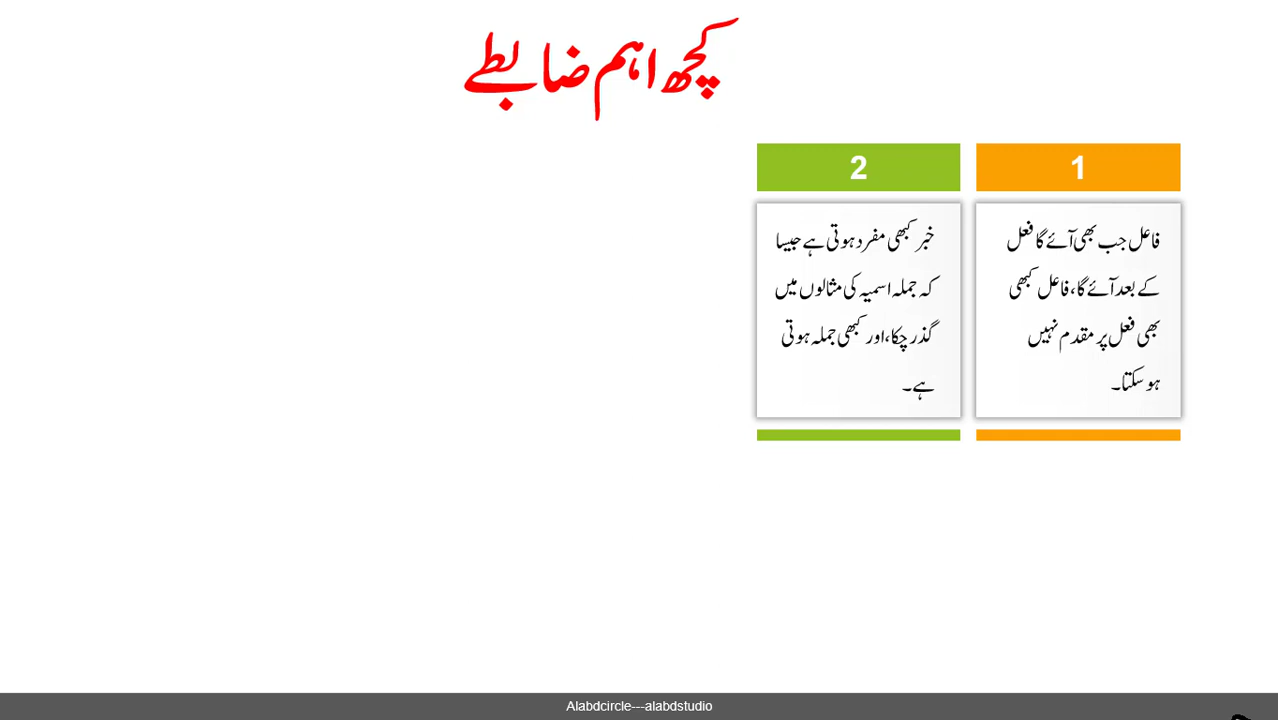 کچھ اہم ضابطے
1
فاعل جب بھی آئے گا فعل
کے بعد آئے گا، فاعل کبھی
بھی فعل پر مقدم نہیں
ہو سکتا۔
2
خبر کبھی مفرد ہوتی ہے جیسا
کہ جملہ اسمیہ کی مثالوں میں
گذر چکا، اور کبھی جملہ ہوتی
ہے۔
Alabdcircle---alabdstudio